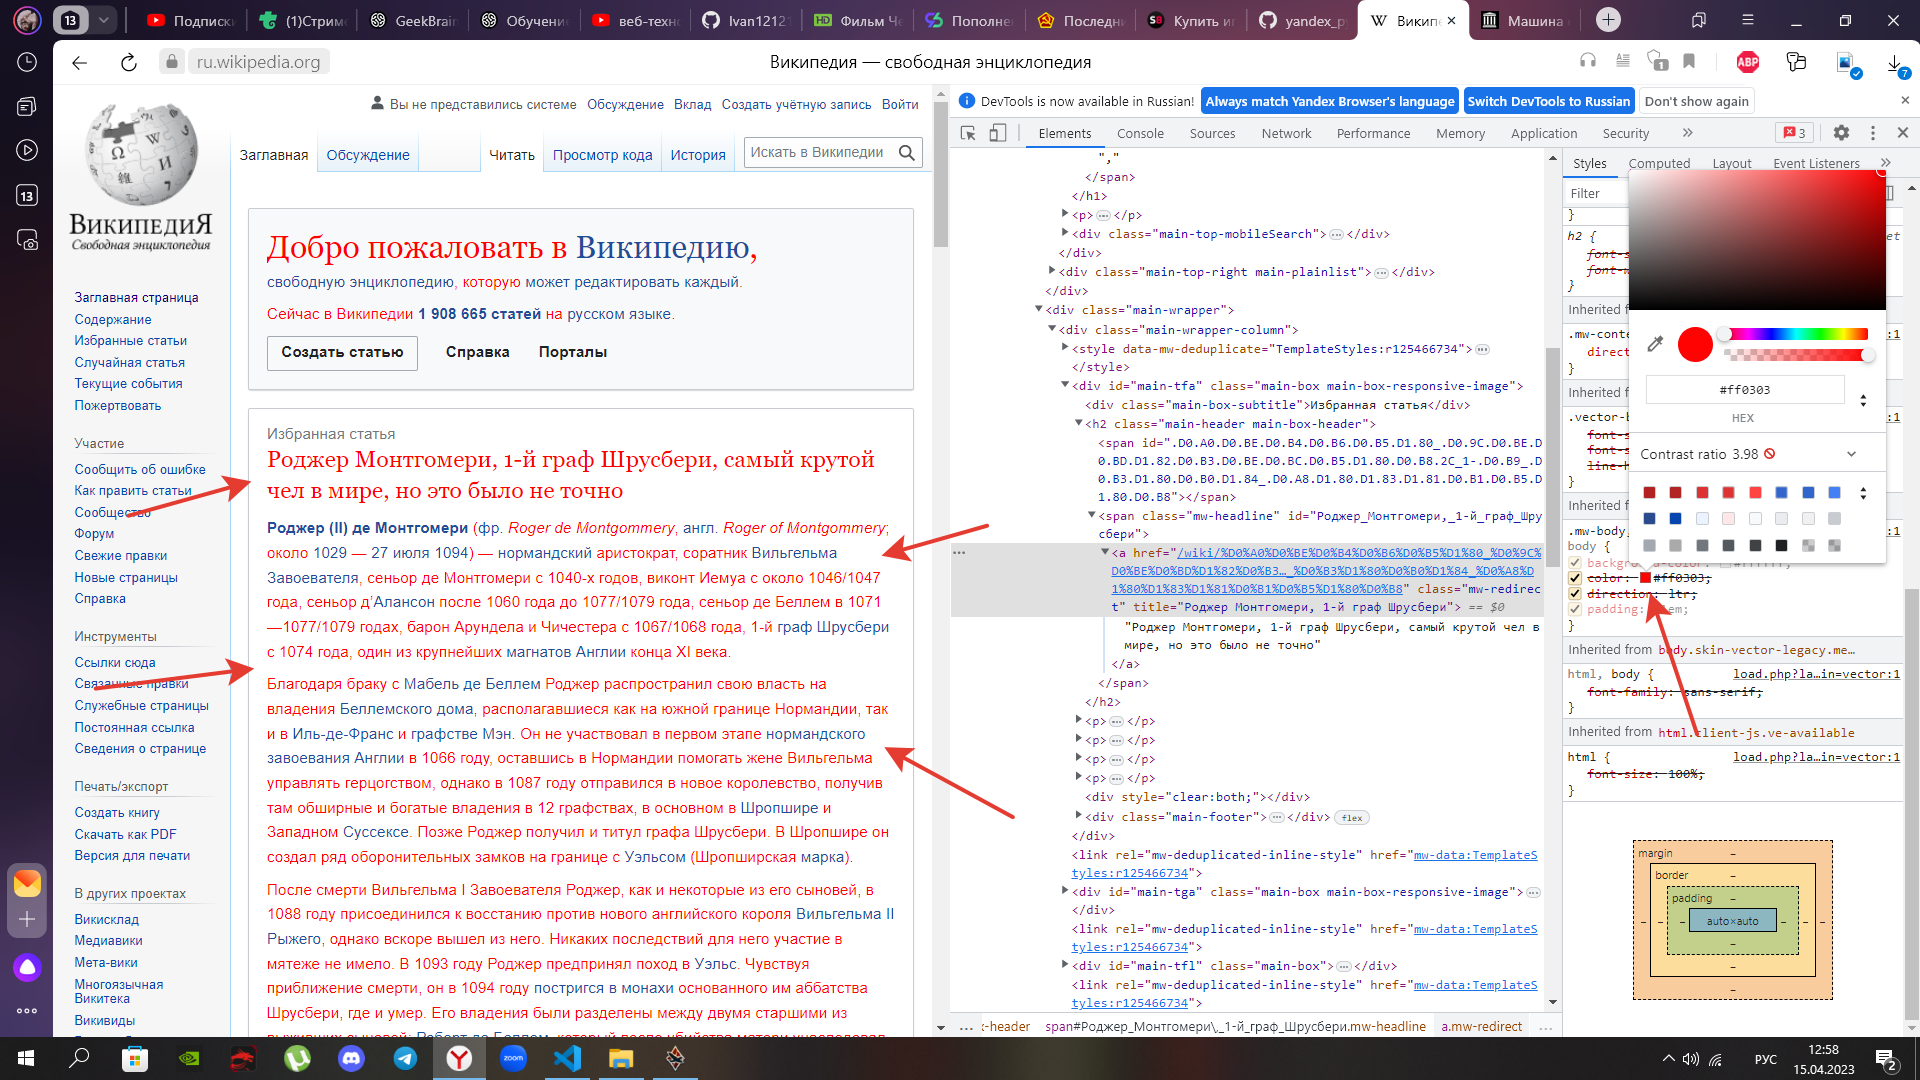 13
Подписки
(1)Стриме
GeekBrain
Обучение
веб-техно
Ivan12121
Фильм Че
Пополне
Последни
Купить иг
yandex_py
Википе
Машина
ru.wikipedia.org
Википедия — свободная энциклопедия
1
ABP
7
13
ВИКИПЕДИЯ
Свободная энциклопедия
Вы не представились системе Обсуждение Вклад Создать учётную запись Войти
Заглавная Обсуждение Читать Просмотр кода История Искать в Википедии
Заглавная страница
Содержание
Избранные статьи
Случайная статья
Текущие события
Пожертвовать
Участие
Сообщить об ошибке
Как править статьи
Сообщество
Форум
Свежие правки
Новые страницы
Справка
Инструменты
Ссылки сюда
Связанные правки
Служебные страницы
Постоянная ссылка
Сведения о странице
Печать/экспорт
Создать книгу
Скачать как PDF
Версия для печати
В других проектах
Викисклад
Медиавики
Мета-вики
Многоязычная
Викитека
Викивиды
Добро пожаловать в Википедию,
свободную энциклопедию, которую может редактировать каждый.
Сейчас в Википедии 1 908 665 статей на русском языке.
Создать статью Справка Порталы
Избранная статья
Роджер Монтгомери, 1-й граф Шрусбери, самый крутой
чел в мире, но это было не точно
Роджер (II) де Монтгомери (фр. Roger de Montgommery, англ. Roger of Montgommery;
около 1029 — 27 июля 1094) — нормандский аристократ, соратник Вильгельма
Завоевателя, сеньор де Монтгомери с 1040-х годов, виконт Иемуа с около 1046/1047
года, сеньор д’Алансон после 1060 года до 1077/1079 года, сеньор де Беллем в 1071
—1077/1079 годах, барон Арундела и Чичестера с 1067/1068 года, 1-й граф Шрусбери
с 1074 года, один из крупнейших магнатов Англии конца XI века.
Благодаря браку с Мабель де Беллем Роджер распространил свою власть на
владения Беллемского дома, располагавшиеся как на южной границе Нормандии, так
и в Иль-де-Франс и графстве Мэн. Он не участвовал в первом этапе нормандского
завоевания Англии в 1066 году, оставшись в Нормандии помогать жене Вильгельма
управлять герцогством, однако в 1087 году отправился в новое королевство, получив
там обширные и богатые владения в 12 графствах, в основном в Шропшире и
Западном Суссексе. Позже Роджер получил и титул графа Шрусбери. В Шропшире он
создал ряд оборонительных замков на границе с Уэльсом (Шропширская марка).
После смерти Вильгельма I Завоевателя Роджер, как и некоторые из его сыновей, в
1088 году присоединился к восстанию против нового английского короля Вильгельма II
Рыжего, однако вскоре вышел из него. Никаких последствий для него участие в
мятеже не имело. В 1093 году Роджер предпринял поход в Уэльс. Чувствуя
приближение смерти, он в 1094 году постригся в монахи основанного им аббатства
Шрусбери, где и умер. Его владения были разделены между двумя старшими из
DevTools is now available in Russian! Always match Yandex Browser's language Switch DevTools to Russian Don't show again
Elements Console Sources Network Performance Memory Application Security » 3
","
</span>
</h1>
<p> … </p>
<div class="main-top-mobileSearch"> … </div>
</div>
<div class="main-top-right main-plainlist"> … </div>
</div>
<div class="main-wrapper">
<div class="main-wrapper-column">
<style data-mw-deduplicate="TemplateStyles:r125466734"> …
</style>
<div id="main-tfa" class="main-box main-box-responsive-image">
<div class="main-box-subtitle">Избранная статья</div>
<h2 class="main-header main-box-header">
<span id=".D0.A0.D0.BE.D0.B4.D0.B6.D0.B5.D1.80_.D0.9C.D0.BE.D
0.BD.D1.82.D0.B3.D0.BE.D0.BC.D0.B5.D1.80.D0.B8.2C_1-.D0.B9_.D
0.B3.D1.80.D0.B0.D1.84_.D0.A8.D1.80.D1.83.D1.81.D0.B1.D0.B5.D
1.80.D0.B8"></span>
<span class="mw-headline" id="Роджер_Монтгомери,_1-й_граф_Шру
сбери">
<a href="/wiki/%D0%A0%D0%BE%D0%B4%D0%B6%D0%B5%D1%80_%D0%9C%
D0%BE%D0%BD%D1%82%D0%B3…_%D0%B3%D1%80%D0%B0%D1%84_%D0%A8%D
1%80%D1%83%D1%81%D0%B1%D0%B5%D1%80%D0%B8" class="mw-redirec
t" title="Роджер Монтгомери, 1-й граф Шрусбери"> == $0
"Роджер Монтгомери, 1-й граф Шрусбери, самый крутой чел в
мире, но это было не точно"
</a>
</span>
</h2>
<p> … </p>
<p> … </p>
<p> … </p>
<p> … </p>
<div style="clear:both;"></div>
<div class="main-footer"> … </div> flex
</div>
<link rel="mw-deduplicated-inline-style" href="mw-data:TemplateS
tyles:r125466734">
<div id="main-tga" class="main-box main-box-responsive-image"> …
</div>
<link rel="mw-deduplicated-inline-style" href="mw-data:TemplateS
tyles:r125466734">
<div id="main-tfl" class="main-box"> … </div>
<link rel="mw-deduplicated-inline-style" href="mw-data:TemplateS
tyles:r125466734">
… x-header span#Роджер_Монтгомери\,_1-й_граф_Шрусбери.mw-headline a.mw-redirect …
Styles Computed Layout Event Listeners »
Filter
}
h2 {
font-s
font-w
}
Inherited
.mw-conte :1
direct
}
Inherited f
.vector-b :1
font-s
font-s
line-h
}
Inherited f
.mw-body, :1
body {
#ff0303
HEX
Contrast ratio 3.98
background-color: #ffffff;
color: #ff0303;
direction: ltr;
padding: em;
}
Inherited from body.skin-vector-legacy.me…
html, body { load.php?la…in=vector:1
font-family: sans-serif;
}
Inherited from html.client-js.ve-available
html { load.php?la…in=vector:1
font-size: 100%;
}
margin –
border –
padding –
– – – auto×auto – – –
–
–
–
zoom
РУС
12:58
15.04.2023
2